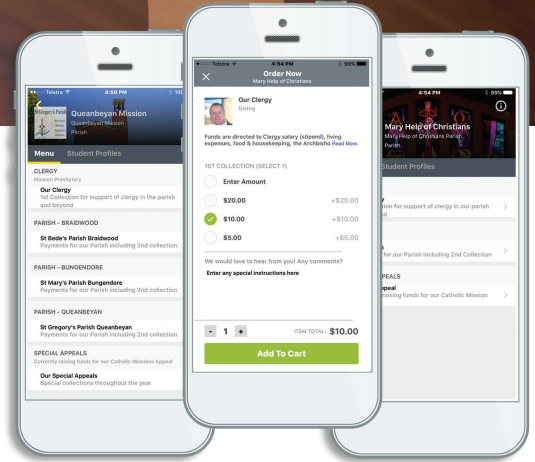 Telstra
4:50 PM
St Gregory's Parish
Queanbeyan Mission
Queanbeyan Mission
Parish
Menu
Student Profiles
CLERGY
Mission Presbytery
Our Clergy
1st Collection for support of clergy in the parish
and beyond
PARISH - BRAIDWOOD
St Bede's Parish Braidwood
Payments for our Parish including 2nd collection.
PARISH - BUNGENDORE
St Mary's Parish Bungendore
Payments for our Parish including 2nd collection
PARISH - QUEANBEYAN
St Gregory's Parish Queanbeyan
Payments for our Parish including 2nd collection.
SPECIAL APPEALS
Currently raising funds for our Catholic Missions Appeal
Our Special Appeals
Special collections throughout the year
Telstra
4:54 PM
99%
Order Now
Mary Help of Christians
Our Clergy
Giving
Funds are directed to Clergy salary (stipend), living
expenses, food & housekeeping, the Archbisho Read More.
1ST COLLECTION (SELECT 1)
Enter Amount
$20.00
+$20.00
$10.00
+$10.00
$5.00
+$5.00
We would love to hear from you! Any comments?
Enter any special instructions here
- 1 +
ITEM TOTAL: $10.00
Add To Cart
4:54 PM
99%
Mary Help of Christians
Mary Help of Christians Parish
Parish
Student Profiles
tion for support of clergy in our parish
nd
for our Parish including 2nd Collection
PEALS
ppeal
raising funds for our Catholic Mission